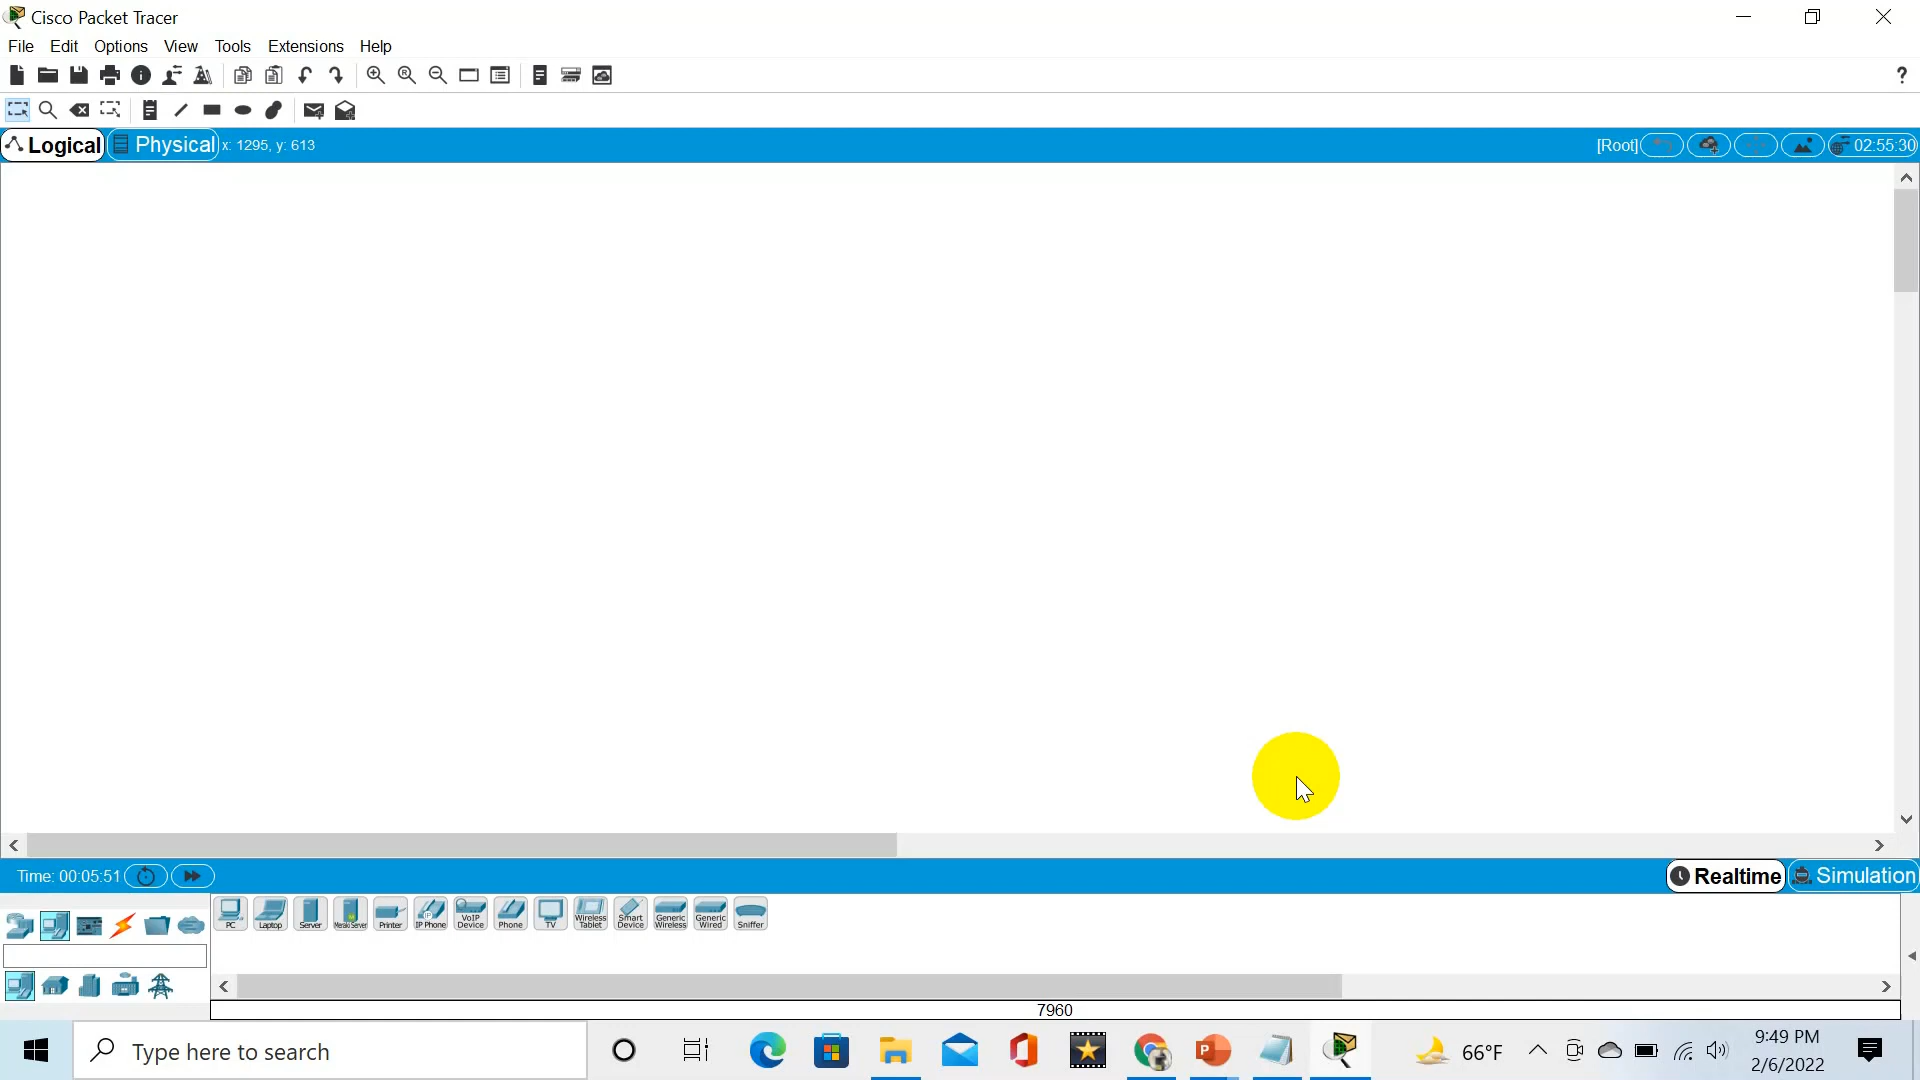 Cisco Packet Tracer
File Edit Options View Tools Extensions Help
?
Logical Physical x: 1295, y: 613 [Root] 02:55:30
Time: 00:05:51 Realtime Simulation
PC Laptop Server Meraki Server Printer IP Phone VoIP Device Phone TV Wireless Tablet Smart Device Generic Wireless Generic Wired Sniffer
7960
Type here to search 66°F 9:49 PM
2/6/2022